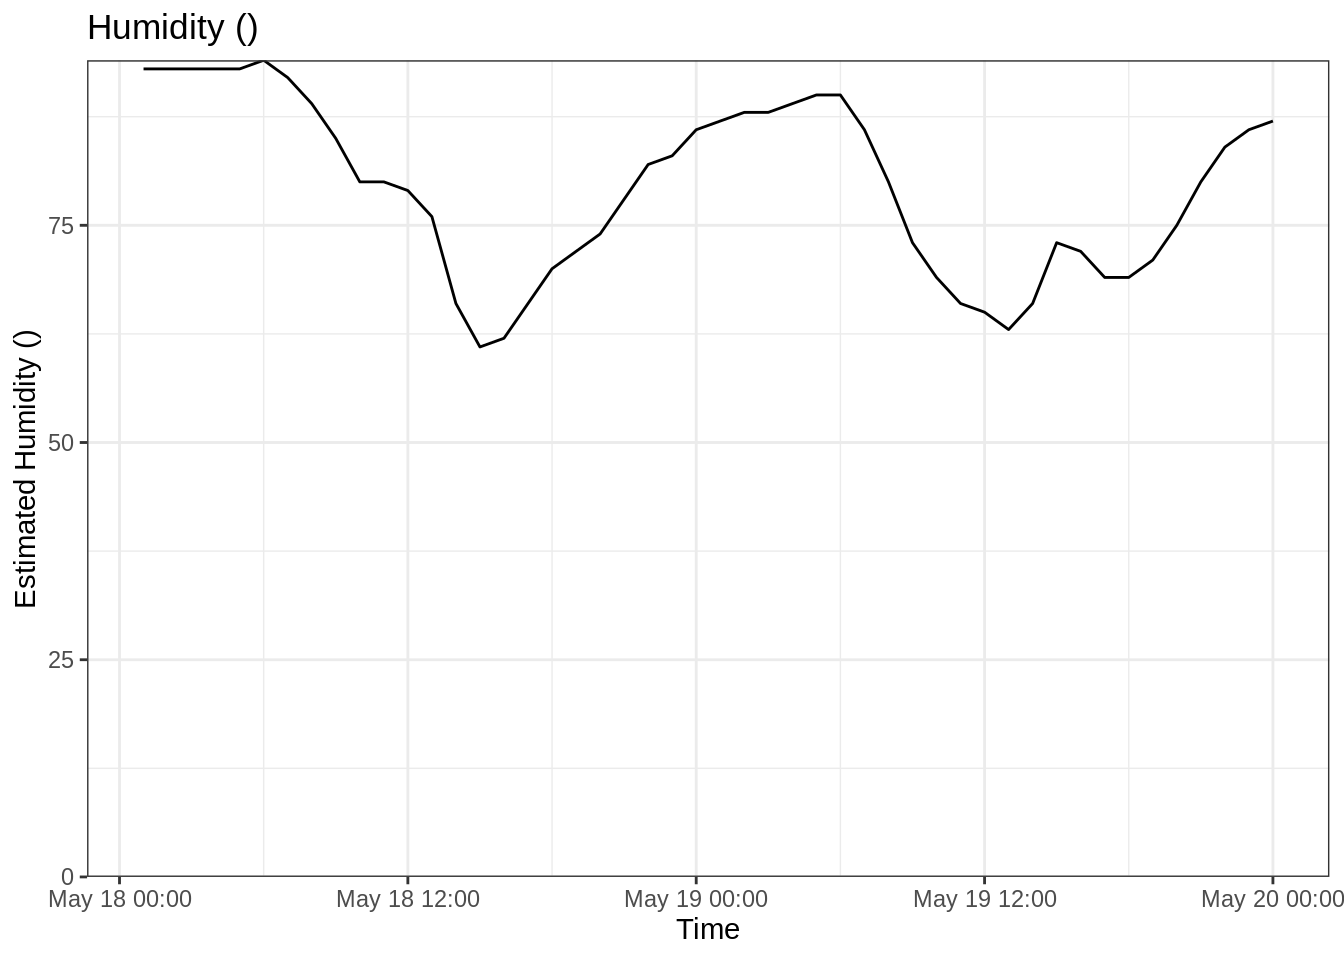 Humidity ()
Estimated Humidity ()
75
50
25
0
May 18 00:00 May 18 12:00 May 19 00:00 May 19 12:00 May 20 00:00
Time